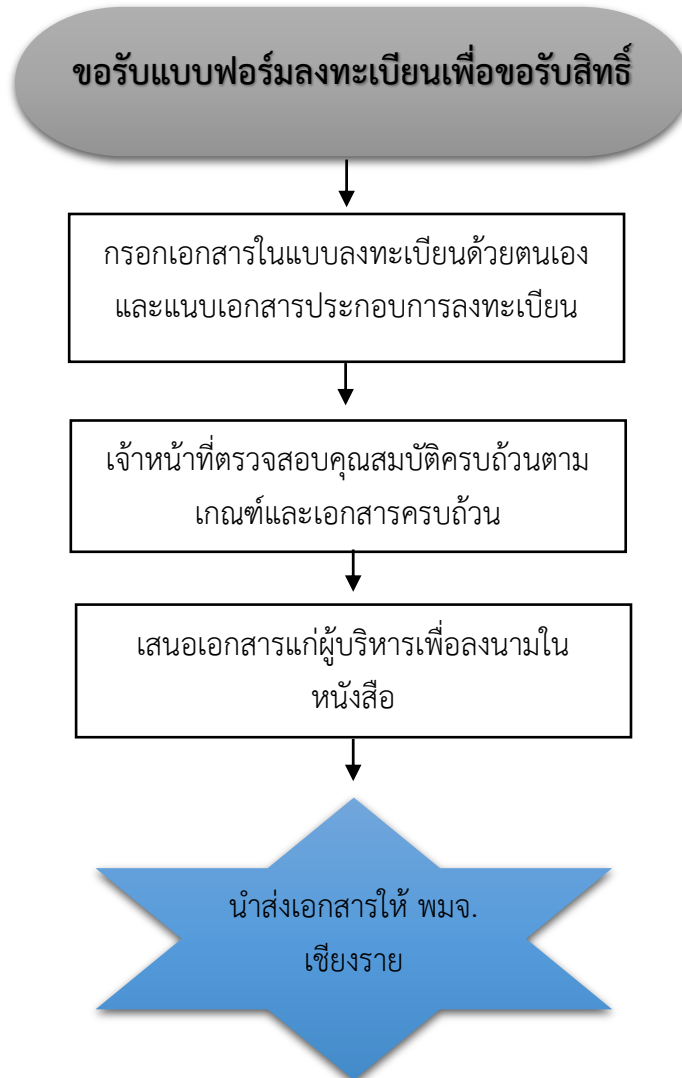 ขอรับแบบฟอร์มลงทะเบียนเพื่อขอรับสิทธิ์
กรอกเอกสารในแบบลงทะเบียนด้วยตนเอง
และแนบเอกสารประกอบการลงทะเบียน
เจ้าหน้าที่ตรวจสอบคุณสมบัติครบถ้วนตาม
เกณฑ์และเอกสารครบถ้วน
เสนอเอกสารแก่ผู้บริหารเพื่อลงนามใน
หนังสือ
นำส่งเอกสารให้ พมจ.
เชียงราย